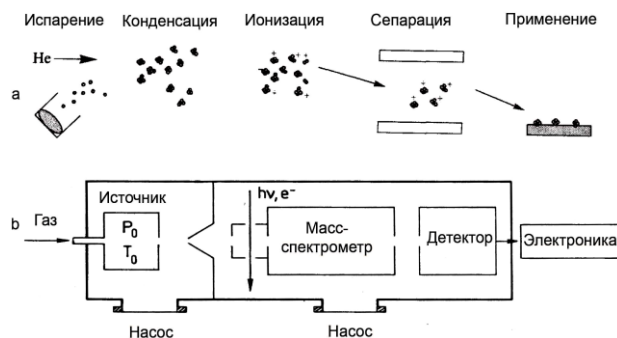 Испарение Конденсация Ионизация Сепарация Применение
He
+ + +
+ +
a
b Газ
Источник
P₀
T₀
hν, e⁻
Масс-
спектрометр
Детектор
Электроника
Насос Насос